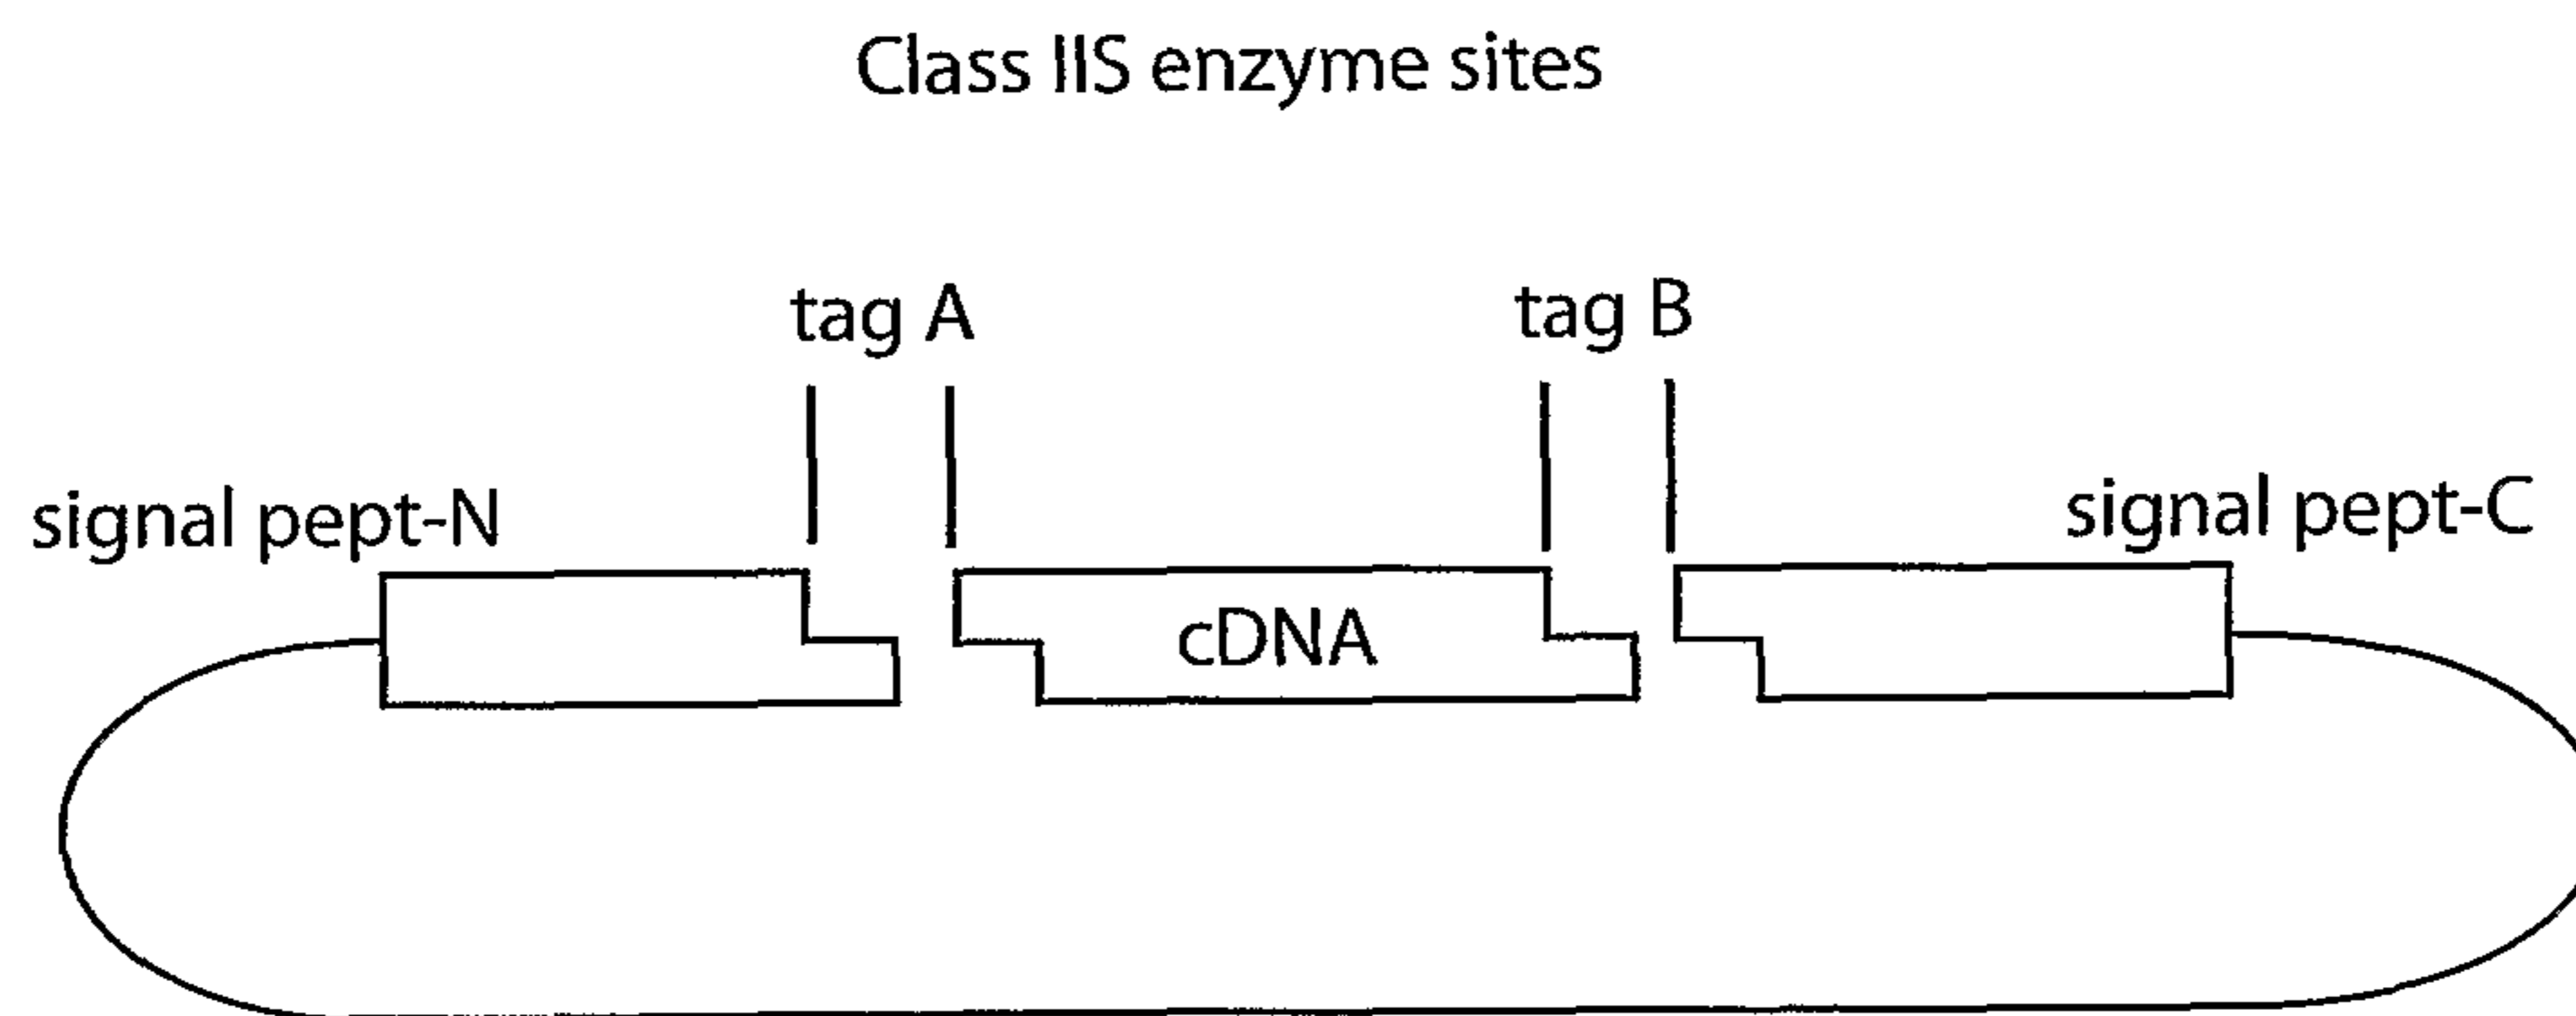 Class IIS enzyme sites
tag A
tag B
signal pept-N
signal pept-C
cDNA